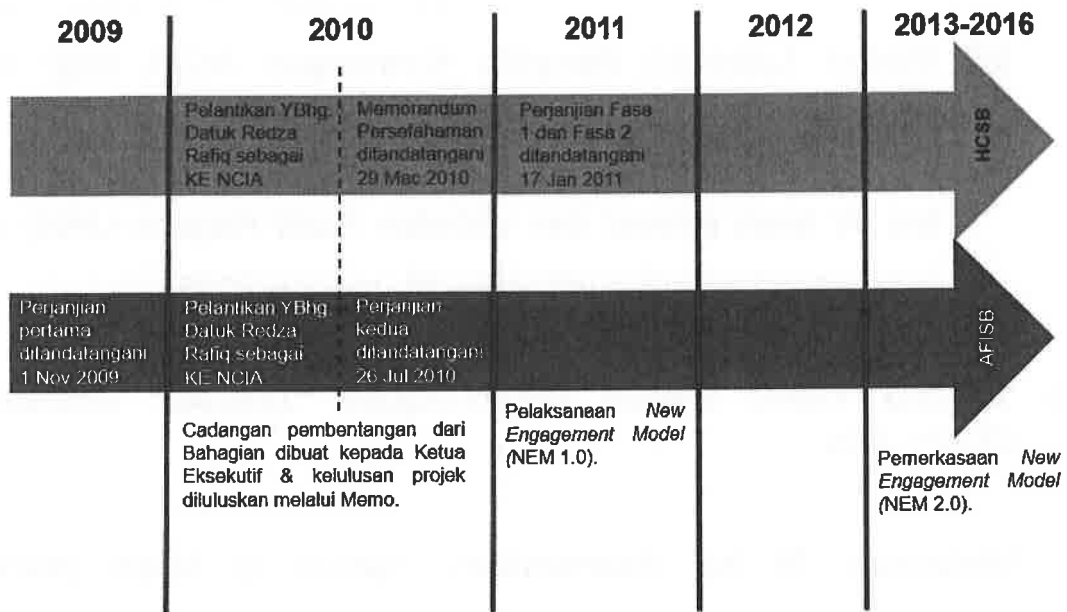 2009
2010
2011
2012
2013-2016
Pelantikan YBhg.
Datuk Redza
Rafiq sebagai
KE NCIA
Memorandum
Persefahaman
ditandatangani
29 Mac 2010
Perjanjian Fasa
1 dan Fasa 2
ditandatangani
17 Jan 2011
HCSB
Perjanjian
pertama
ditandatangani
1 Nov 2009
Pelantikan YBhg.
Datuk Redza
Rafiq sebagai
KE NCIA
Perjanjian
kedua
ditandatangani
26 Jul 2010
AFISB
Cadangan pembentangan dari
Bahagian dibuat kepada Ketua
Eksekutif & kelulusan projek
diluluskan melalui Memo.
Pelaksanaan New
Engagement Model
(NEM 1.0).
Pemerkasaan New
Engagement Model
(NEM 2.0).